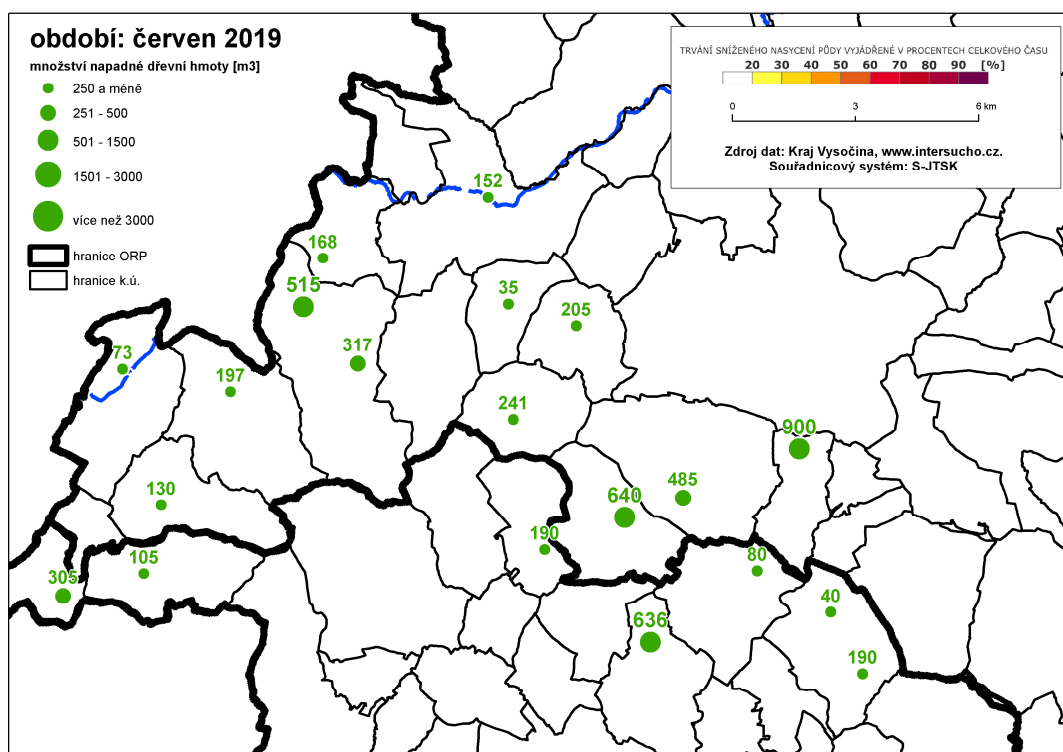 období: červen 2019
množství napadné dřevní hmoty [m3]
250 a méně
251 - 500
501 - 1500
1501 - 3000
více než 3000
hranice ORP
hranice k.ú.
TRVÁNÍ SNÍŽENÉHO NASYCENÍ PŮDY VYJÁDŘENÉ V PROCENTECH CELKOVÉHO ČASU
20 30 40 50 60 70 80 90 [%]
0 3 6 km
Zdroj dat: Kraj Vysočina, www.intersucho.cz.
Souřadnicový systém: S-JTSK
152
168
515
35
205
317
73
197
241
900
130
485
640
190
105
80
305
40
636
190